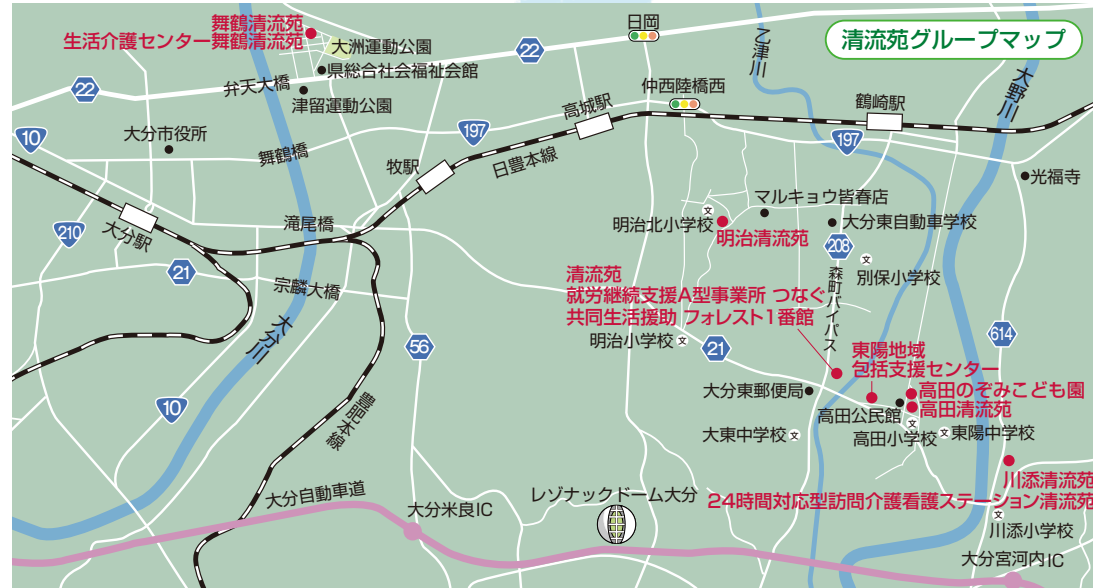 清流苑グループマップ
舞鶴清流苑
生活介護センター舞鶴清流苑
大洲運動公園
県総合社会福祉会館
22
日岡
乙津川
大野川
22
弁天大橋
津留運動公園
仲西陸橋西
高城駅
鶴崎駅
10
大分市役所
197
197
舞鶴橋
日豊本線
牧駅
光福寺
マルキョウ皆春店
明治北小学校
文
明治清流苑
大分東自動車学校
210
大分駅
滝尾橋
208
文
別保小学校
21
宗麟大橋
清流苑
就労継続支援A型事業所 つなぐ
共同生活援助 フォレスト1番館
森町バイパス
大分川
56
明治小学校
文
21
614
東陽地域
包括支援センター
大分東郵便局
高田のぞみこども園
高田清流苑
高田公民館
10
豊肥本線
大東中学校
文
文
高田小学校
文
東陽中学校
川添清流苑
24時間対応型訪問介護看護ステーション清流苑
大分自動車道
大分米良IC
レゾナックドーム大分
文
川添小学校
大分宮河内IC